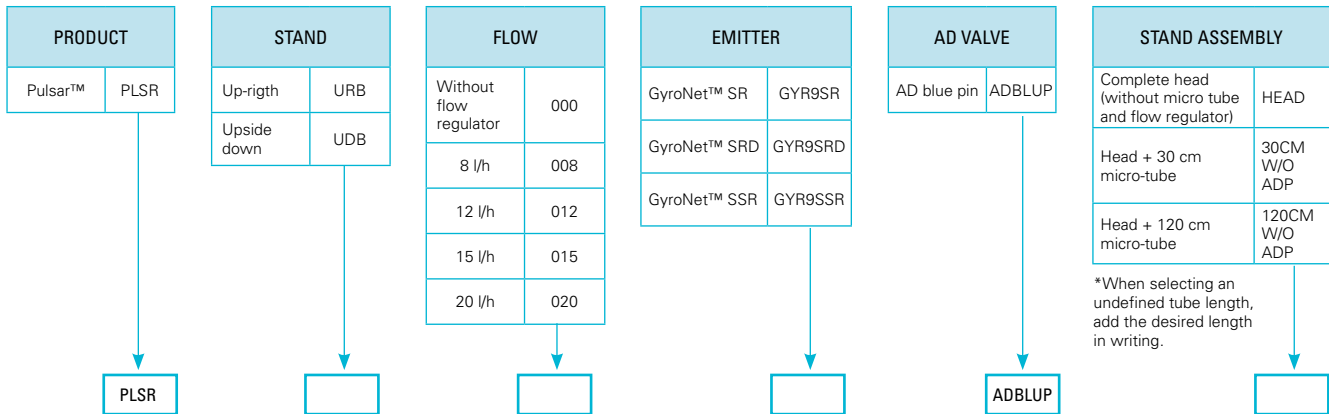 PRODUCT
Pulsar™ PLSR
PLSR
STAND
Up-rigth URB
Upside
down
UDB
FLOW
Without
flow
regulator
000
8 l/h 008
12 l/h 012
15 l/h 015
20 l/h 020
EMITTER
GyroNet™ SR GYR9SR
GyroNet™ SRD GYR9SRD
GyroNet™ SSR GYR9SSR
AD VALVE
AD blue pin ADBLUP
ADBLUP
STAND ASSEMBLY
Complete head
(without micro tube
and flow regulator)
HEAD
Head + 30 cm
micro-tube
30CM
W/O
ADP
Head + 120 cm
micro-tube
120CM
W/O
ADP
*When selecting an
undefined tube length,
add the desired length
in writing.